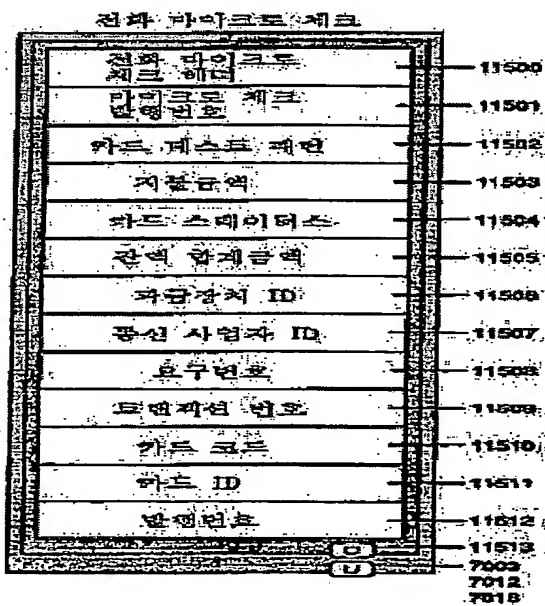 전화 마이크로 체크
전화 마이크로
체크 헤더
11500
마이크로 체크
발행번호
11501
카드 테스트 패턴
11502
지불금액
11503
카드 스테이터스
11504
잔액 합계금액
11505
과금장치 ID
11506
통신 사업자 ID
11507
요구번호
11508
트랜잭션 번호
11509
카드 코드
11510
카드 ID
11511
발행번호
11512
11513
U
7003
7012
7018